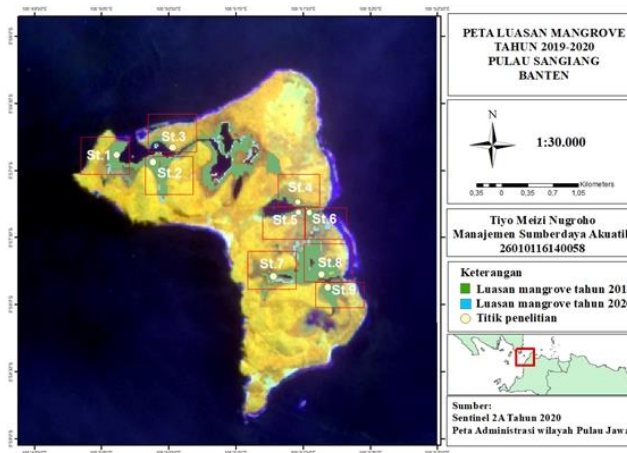 PETA LUASAN MANGROVE
TAHUN 2019-2020
PULAU SANGIANG
BANTEN
N
1:30.000
0,35 0 0,35 0,7 1,05
Kilometers
Tiyo Meizi Nugroho
Manajemen Sumberdaya Akuatik
26010116140058
Keterangan
Luasan mangrove tahun 201
Luasan mangrove tahun 202
Titik penelitian
Sumber:
Sentinel 2A Tahun 2020
Peta Administrasi wilayah Pulau Jawa
St.1
St.2
St.3
St.4
St.5
St.6
St.7
St.8
St.9